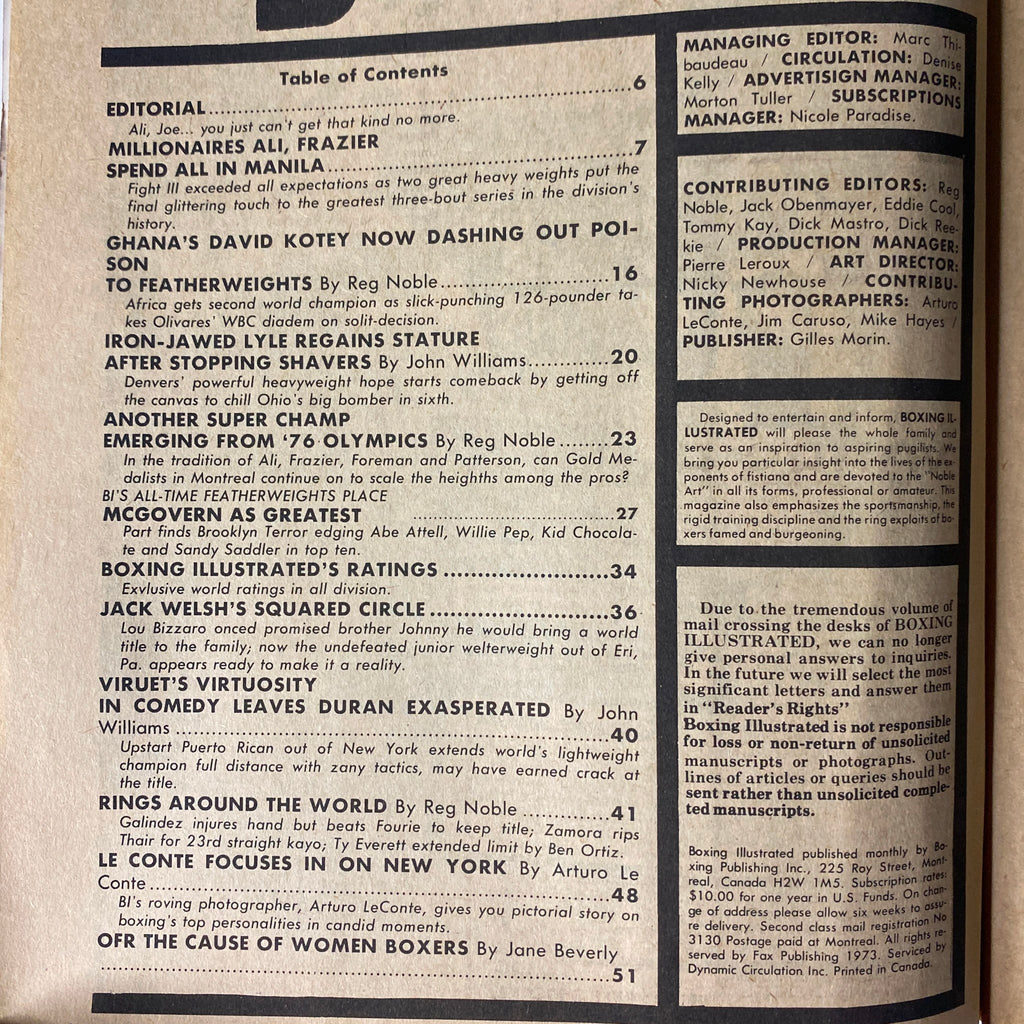 Table of Contents
EDITORIAL..........6
Ali, Joe... you just can't get that kind no more.
MILLIONAIRES ALI, FRAZIER
SPEND ALL IN MANILA..........7
Fight III exceeded all expectations as two great heavy weights put the
final glittering touch to the greatest three-bout series in the division's
history.
GHANA'S DAVID KOTEY NOW DASHING OUT POI-
SON
TO FEATHERWEIGHTS By Reg Noble..........16
Africa gets second world champion as slick-punching 126-pounder ta-
kes Olivares' WBC diadem on solit-decision.
IRON-JAWED LYLE REGAINS STATURE
AFTER STOPPING SHAVERS By John Williams..........20
Denvers' powerful heavyweight hope starts comeback by getting off
the canvas to chill Ohio's big bomber in sixth.
ANOTHER SUPER CHAMP
EMERGING FROM '76 OLYMPICS By Reg Noble........23
In the tradition of Ali, Frazier, Foreman and Patterson, can Gold Me-
dalists in Montreal continue on to scale the heighths among the pros?
BI'S ALL-TIME FEATHERWEIGHTS PLACE
McGOVERN AS GREATEST ..........27
Part finds Brooklyn Terror edging Abe Attell, Willie Pep, Kid Chocola-
te and Sandy Saddler in top ten.
BOXING ILLUSTRATED'S RATINGS ..........34
Exvlusive world ratings in all division.
JACK WELSH'S SQUARED CIRCLE..........36
Lou Bizzaro onced promised brother Johnny he would bring a world
title to the family; now the undefeated junior welterweight out of Eri,
Pa. appears ready to make it a reality.
VIRUET'S VIRTUOSITY
IN COMEDY LEAVES DURAN EXASPERATED By John
Williams ..........40
Upstart Puerto Rican out of New York extends world's lightweight
champion full distance with zany tactics, may have earned crack at
the title.
RINGS AROUND THE WORLD By Reg Noble ..........41
Galindez injures hand but beats Fourie to keep title; Zamora rips
Thair for 23rd straight kayo; Ty Everett extended limit by Ben Ortiz.
LE CONTE FOCUSES IN ON NEW YORK By Arturo Le
Conte..........48
BI's roving photographer, Arturo LeConte, gives you pictorial story on
boxing's top personalities in candid moments.
OFR THE CAUSE OF WOMEN BOXERS By Jane Beverly
..........51
MANAGING EDITOR: Marc Thi-
baudeau / CIRCULATION: Denise
Kelly / ADVERTISIGN MANAGER:
Morton Tuller / SUBSCRIPTIONS
MANAGER: Nicole Paradise.
CONTRIBUTING EDITORS: Reg
Noble, Jack Obenmayer, Eddie Cool,
Tommy Kay, Dick Mastro, Dick Ree-
kie / PRODUCTION MANAGER:
Pierre Leroux / ART DIRECTOR:
Nicky Newhouse / CONTRIBU-
TING PHOTOGRAPHERS: Arturo
LeConte, Jim Caruso, Mike Hayes /
PUBLISHER: Gilles Morin.
Designed to entertain and inform, BOXING IL-
LUSTRATED will please the whole family and
serve as an inspiration to aspiring pugilists. We
bring you particular insight into the lives of the ex-
ponents of fistiana and are devoted to the "Noble
Art" in all its forms, professional or amateur. This
magazine also emphasizes the sportsmanship, the
rigid training discipline and the ring exploits of bo-
xers famed and burgeoning.
Due to the tremendous volume of
mail crossing the desks of BOXING
ILLUSTRATED, we can no longer
give personal answers to inquiries.
In the future we will select the most
significant letters and answer them
in "Reader's Rights"
Boxing Illustrated is not responsible
for loss or non-return of unsolicited
manuscripts or photographs. Out-
lines of articles or queries should be
sent rather than unsolicited comple-
ted manuscripts.
Boxing Illustrated published monthly by Bo-
xing Publishing Inc., 225 Roy Street, Mont-
real, Canada H2W 1M5. Subscription rates:
$10.00 for one year in U.S. Funds. On chan-
ge of address please allow six weeks to assu-
re delivery. Second class mail registration No
3130 Postage paid at Montreal. All rights re-
served by Fax Publishing 1973. Serviced by
Dynamic Circulation Inc. Printed in Canada.